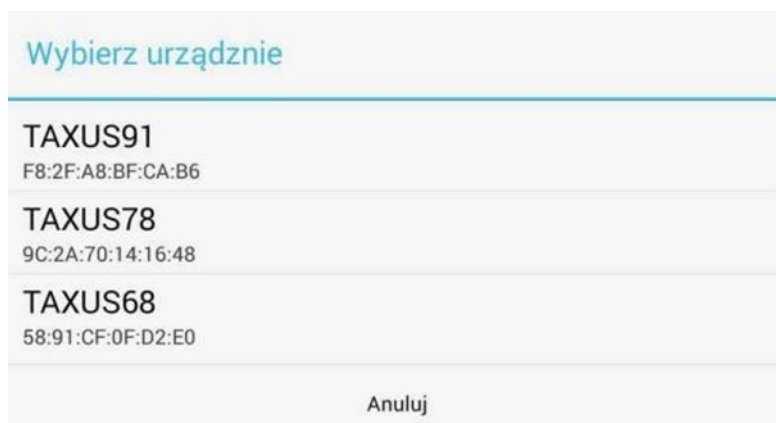 Wybierz urządznie
TAXUS91
F8:2F:A8:BF:CA:B6
TAXUS78
9C:2A:70:14:16:48
TAXUS68
58:91:CF:0F:D2:E0
Anuluj